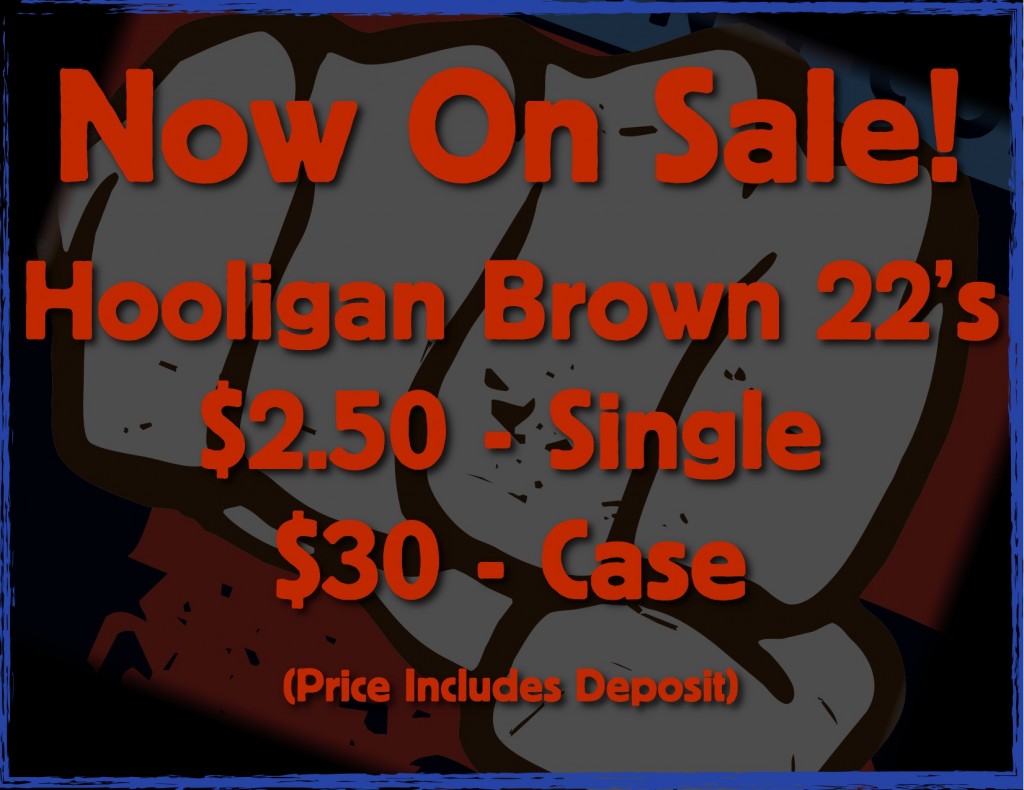 Now On Sale!
Hooligan Brown 22's
$2.50 - Single
$30 - Case
(Price Includes Deposit)